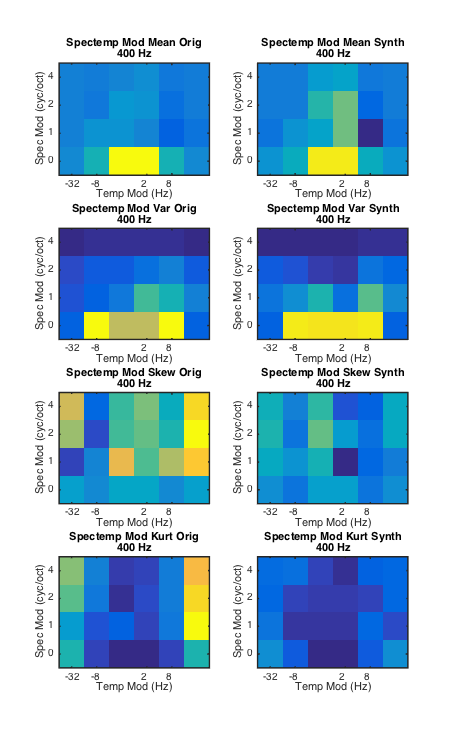 Spectemp Mod Mean Orig
400 Hz
Spec Mod (cyc/oct)
4
2
1
0
-32 -8 2 8
Temp Mod (Hz)
Spectemp Mod Mean Synth
400 Hz
Spec Mod (cyc/oct)
4
2
1
0
-32 -8 2 8
Temp Mod (Hz)
Spectemp Mod Var Orig
400 Hz
Spec Mod (cyc/oct)
4
2
1
0
-32 -8 2 8
Temp Mod (Hz)
Spectemp Mod Var Synth
400 Hz
Spec Mod (cyc/oct)
4
2
1
0
-32 -8 2 8
Temp Mod (Hz)
Spectemp Mod Skew Orig
400 Hz
Spec Mod (cyc/oct)
4
2
1
0
-32 -8 2 8
Temp Mod (Hz)
Spectemp Mod Skew Synth
400 Hz
Spec Mod (cyc/oct)
4
2
1
0
-32 -8 2 8
Temp Mod (Hz)
Spectemp Mod Kurt Orig
400 Hz
Spec Mod (cyc/oct)
4
2
1
0
-32 -8 2 8
Temp Mod (Hz)
Spectemp Mod Kurt Synth
400 Hz
Spec Mod (cyc/oct)
4
2
1
0
-32 -8 2 8
Temp Mod (Hz)